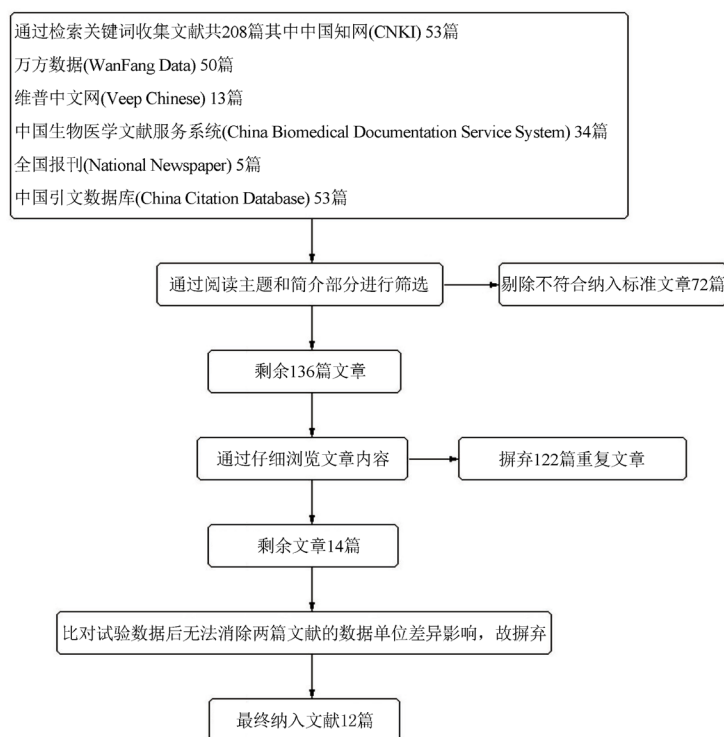 通过检索关键词收集文献共208篇其中中国知网(CNKI) 53篇
万方数据(WanFang Data) 50篇
维普中文网(Veep Chinese) 13篇
中国生物医学文献服务系统(China Biomedical Documentation Service System) 34篇
全国报刊(National Newspaper) 5篇
中国引文数据库(China Citation Database) 53篇
通过阅读主题和简介部分进行筛选
剔除不符合纳入标准文章72篇
剩余136篇文章
通过仔细浏览文章内容
摒弃122篇重复文章
剩余文章14篇
比对试验数据后无法消除两篇文献的数据单位差异影响，故摒弃
最终纳入文献12篇